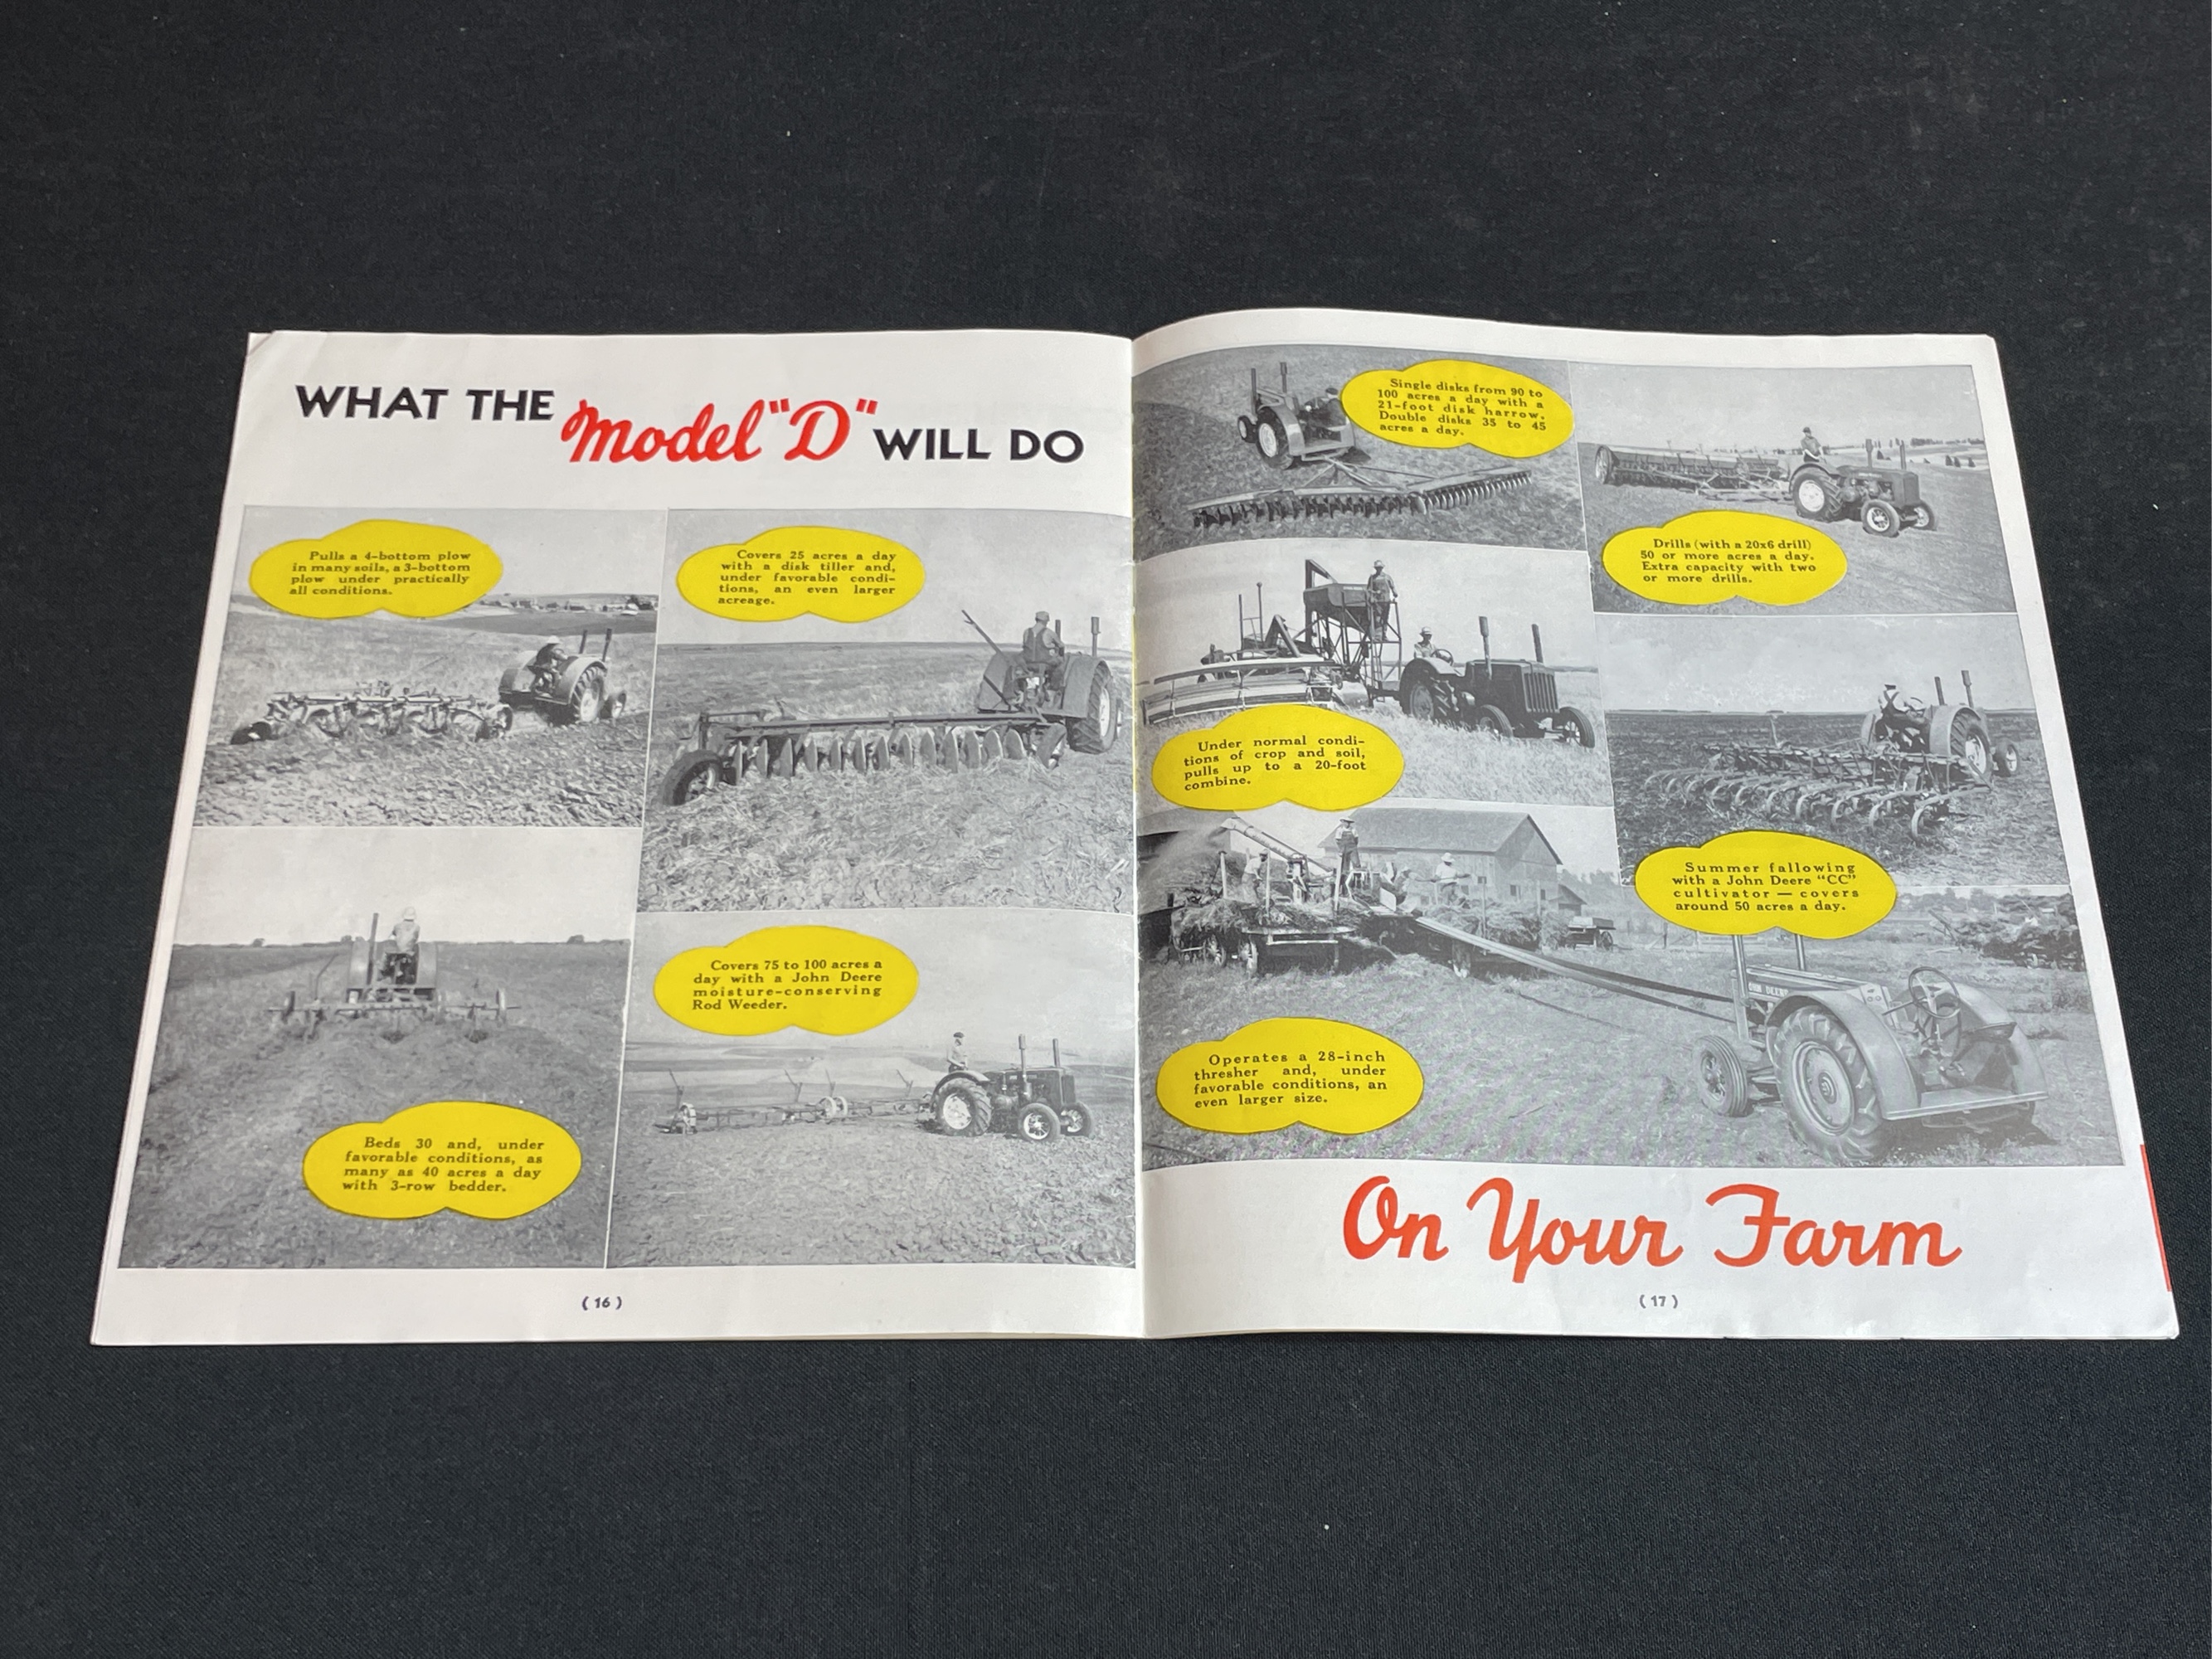 WHAT THE Model "D" WILL DO
Pulls a 4-bottom plow
in many soils, a 3-bottom
plow under practically
all conditions.
Covers 25 acres a day
with a disk tiller and,
under favorable condi-
tions, an even larger
acreage.
Covers 75 to 100 acres a
day with a John Deere
moisture-conserving
Rod Weeder.
Beds 30 and, under
favorable conditions, as
many as 40 acres a day
with 3-row bedder.
(16)
Single disks from 90 to
100 acres a day with a
21-foot disk harrow.
Double disks 35 to 45
acres a day.
Drills (with a 20x6 drill)
50 or more acres a day.
Extra capacity with two
or more drills.
Under normal condi-
tions of crop and soil,
pulls up to a 20-foot
combine.
Summer fallowing
with a John Deere "CC"
cultivator — covers
around 50 acres a day.
Operates a 28-inch
thresher and, under
favorable conditions, an
even larger size.
On Your Farm
(17)